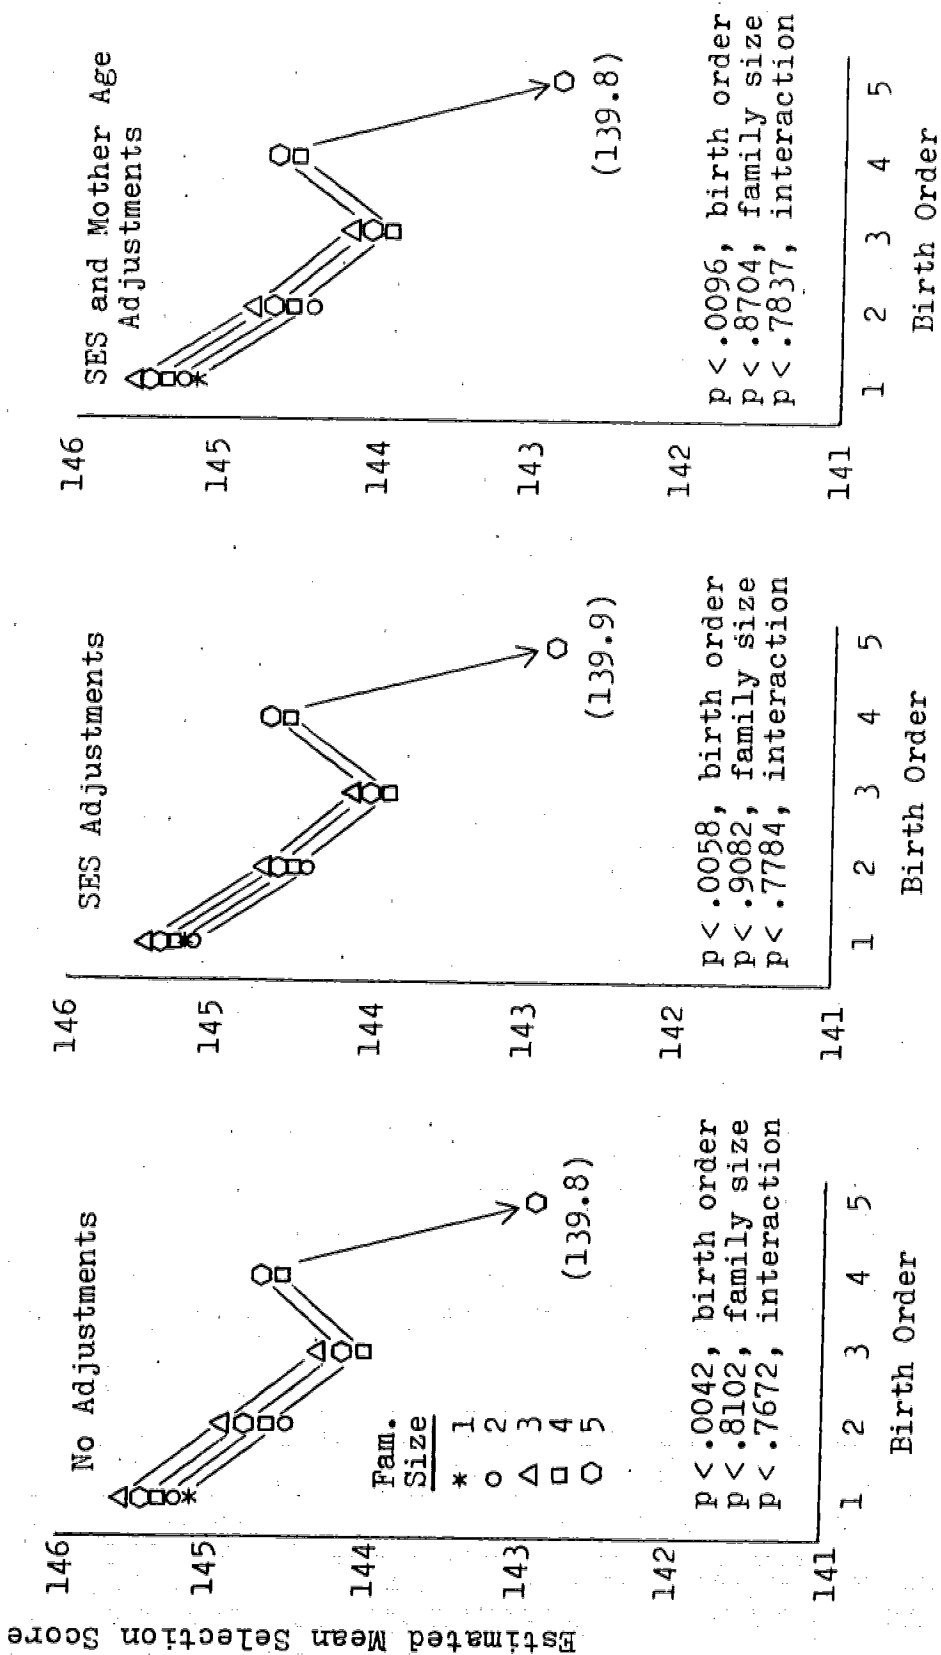 Estimated Mean Selection Score
No Adjustments
146
145
144
143
142
141
Fam.
Size
* 1
○ 2
△ 3
□ 4
⬡ 5
(139.8)
p < .0042, birth order
p < .8102, family size
p < .7672, interaction
1 2 3 4 5
Birth Order
SES Adjustments
146
145
144
143
142
141
(139.9)
p < .0058, birth order
p < .9082, family size
p < .7784, interaction
1 2 3 4 5
Birth Order
SES and Mother Age
Adjustments
146
145
144
143
142
141
(139.8)
p < .0096, birth order
p < .8704, family size
p < .7837, interaction
1 2 3 4 5
Birth Order